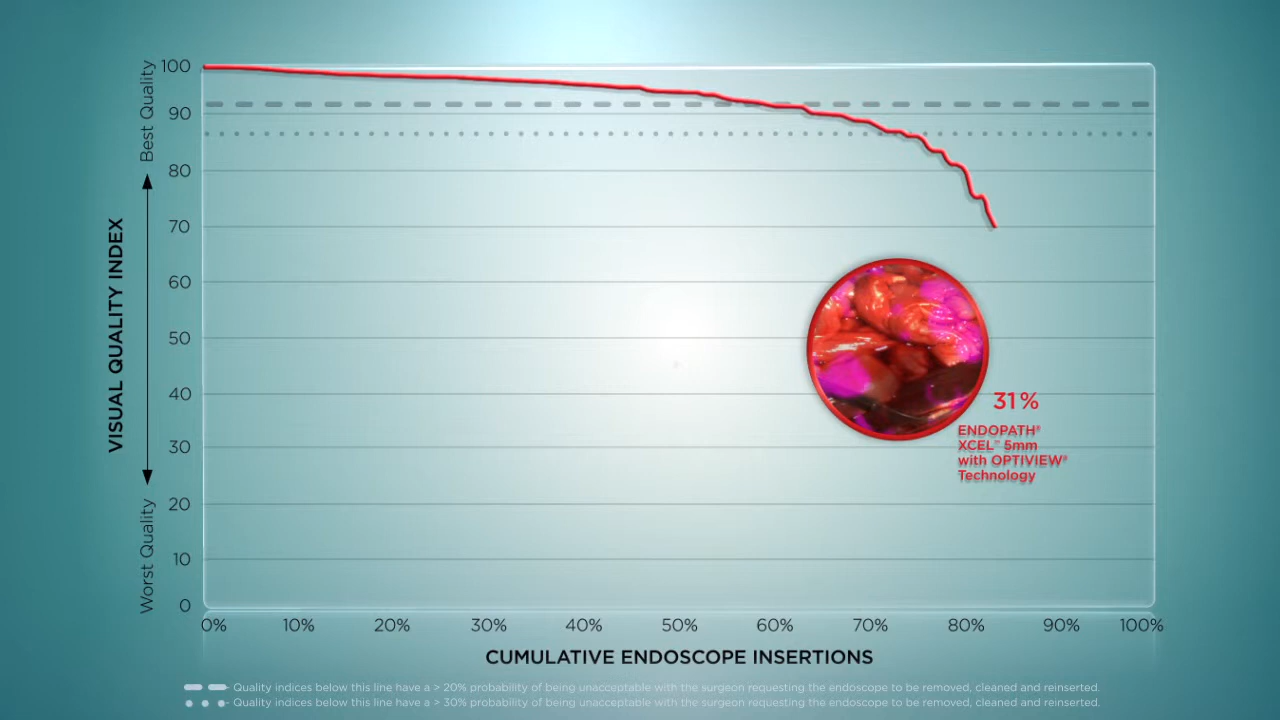 100
90
80
70
60
50
40
30
20
10
0
Best Quality
Worst Quality
VISUAL QUALITY INDEX
31%
ENDOPATH®
XCEL™ 5mm
with OPTIVIEW®
Technology
0% 10% 20% 30% 40% 50% 60% 70% 80% 90% 100%
CUMULATIVE ENDOSCOPE INSERTIONS
Quality indices below this line have a > 20% probability of being unacceptable with the surgeon requesting the endoscope to be removed, cleaned and reinserted.
Quality indices below this line have a > 30% probability of being unacceptable with the surgeon requesting the endoscope to be removed, cleaned and reinserted.